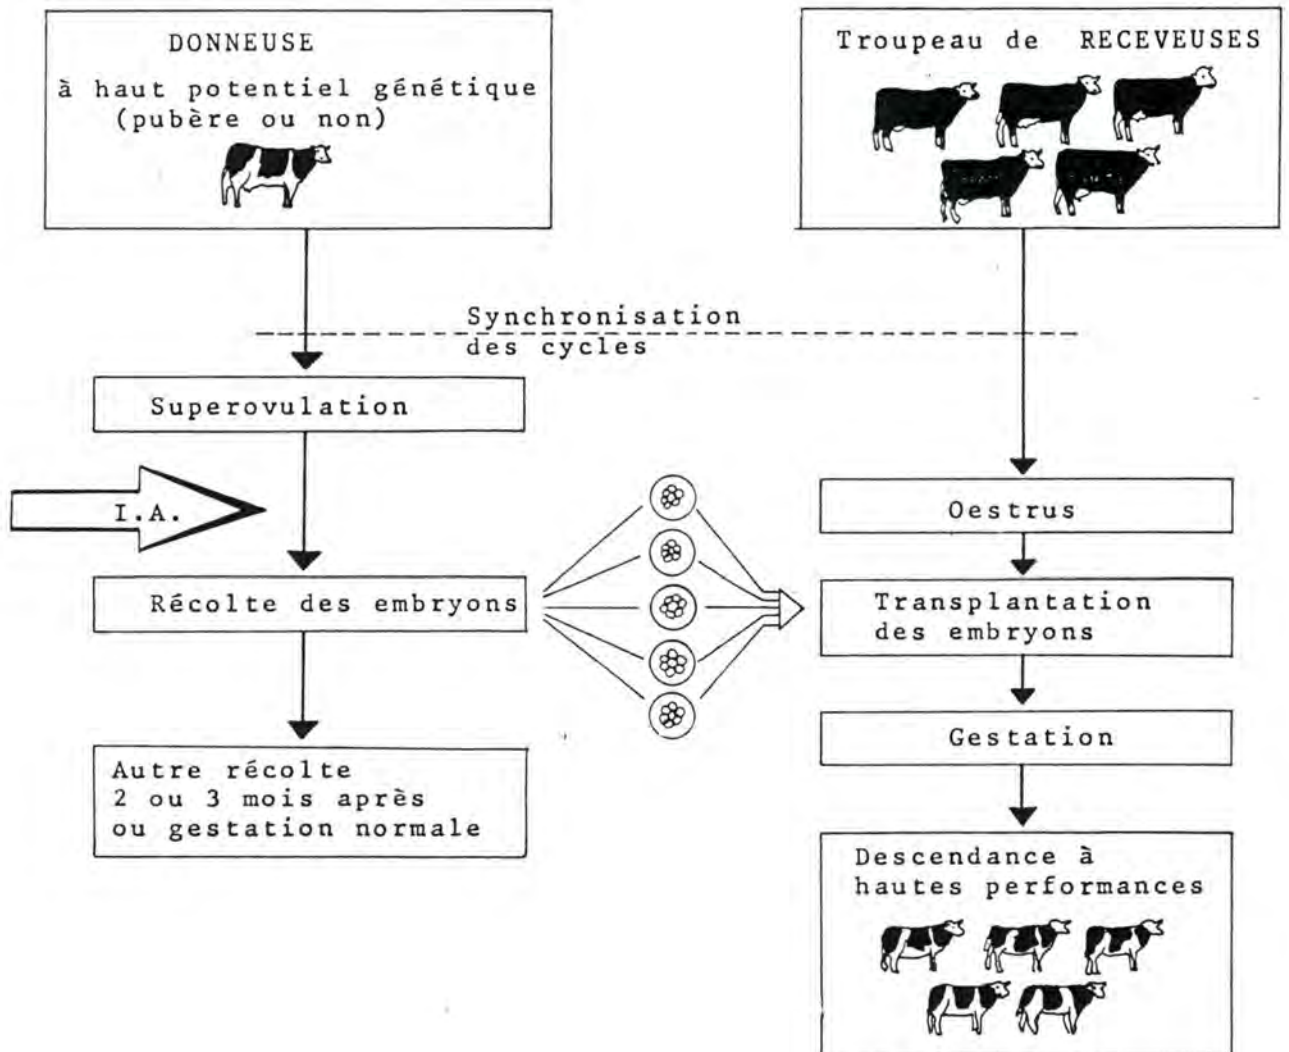 DONNEUSE
à haut potentiel génétique
(pubère ou non)
Troupeau de RECEVEUSES
Synchronisation
des cycles
Superovulation
I.A.
Récolte des embryons
Autre récolte
2 ou 3 mois après
ou gestation normale
Oestrus
Transplantation
des embryons
Gestation
Descendance à
hautes performances